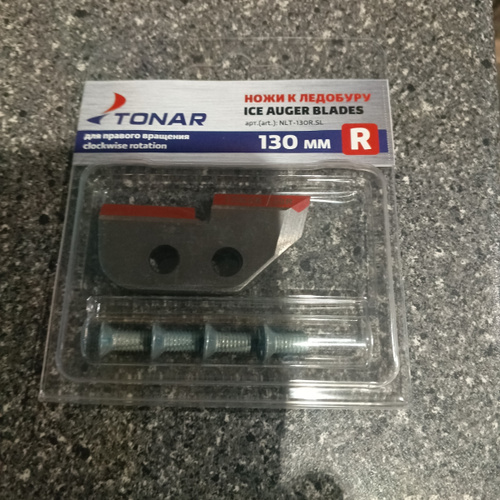 TONAR
НОЖИ К ЛЕДОБУРУ
ICE AUGER BLADES
арт.(art.): NLT-130R.SL
для правого вращения
clockwise rotation
130 мм R